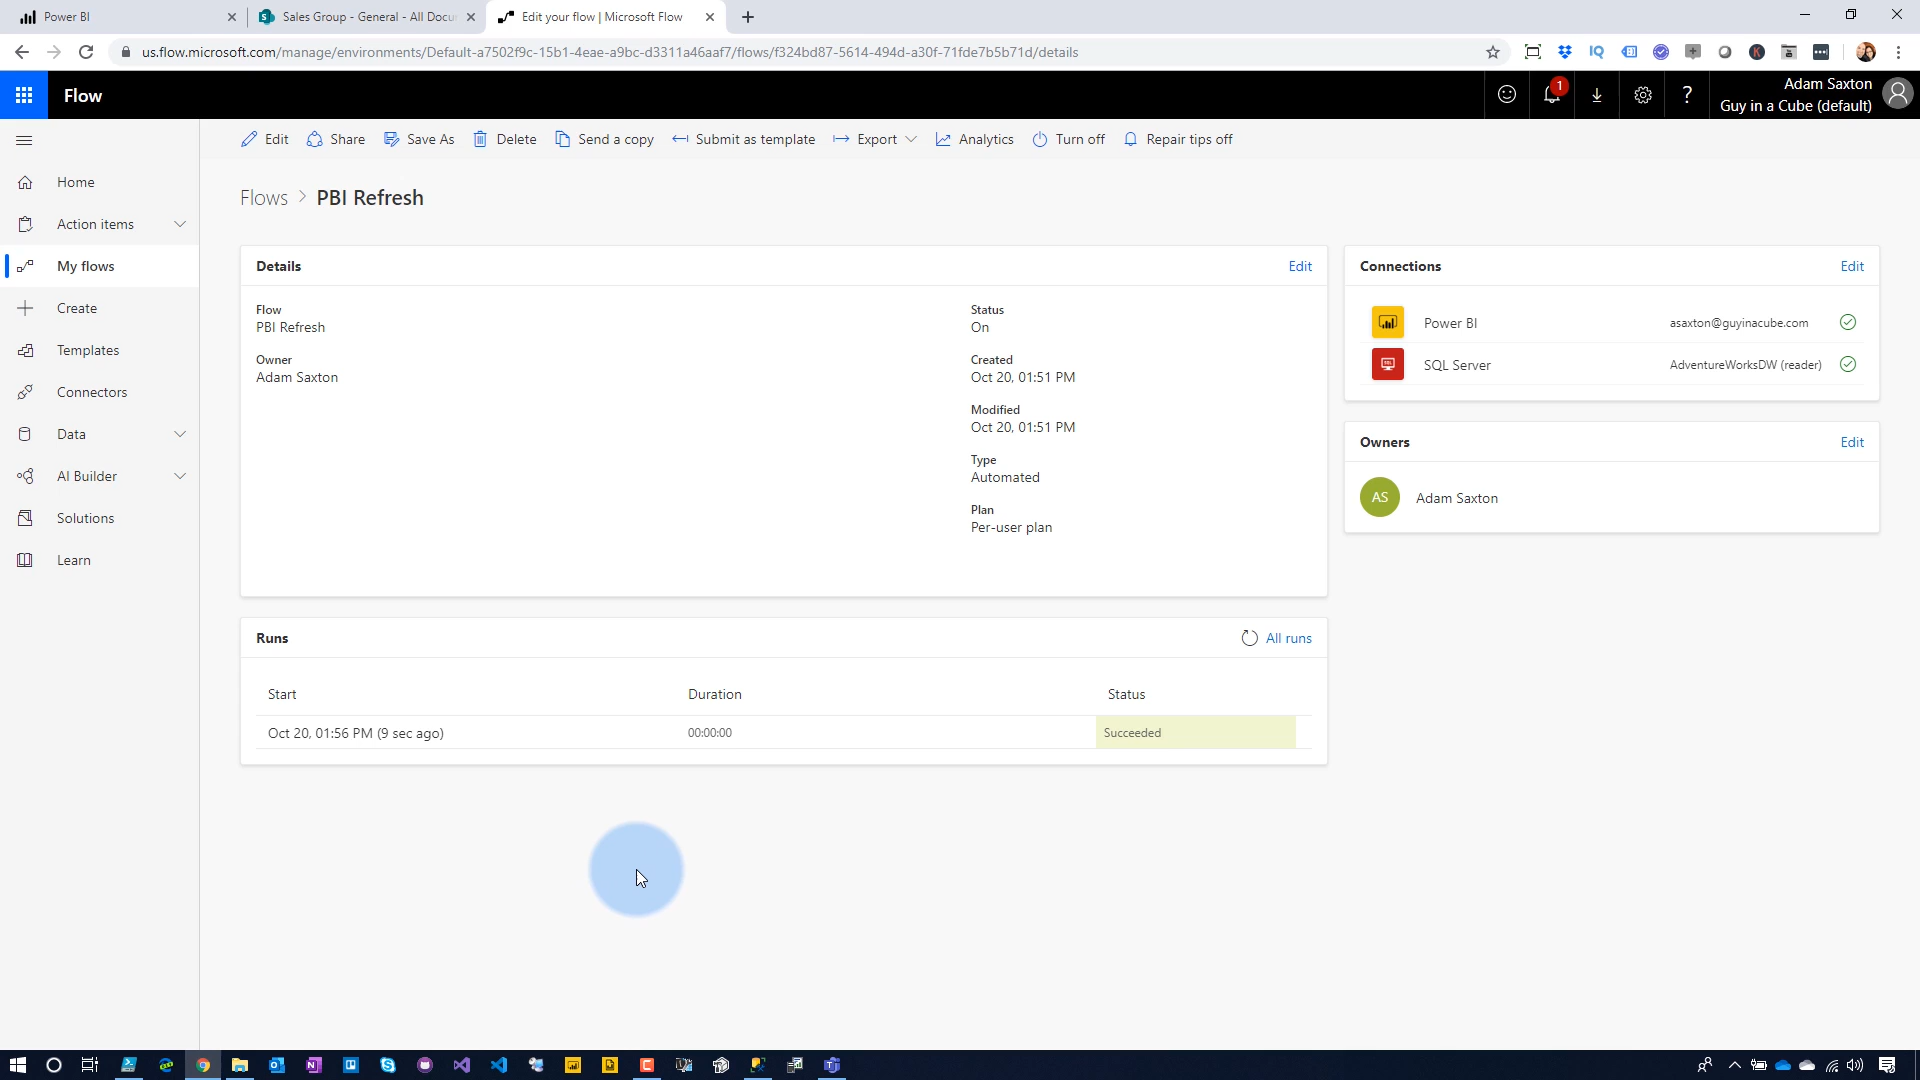 Power BI
Sales Group - General - All Docu
Edit your flow | Microsoft Flow
us.flow.microsoft.com/manage/environments/Default-a7502f9c-15b1-4eae-a9bc-d3311a46aaf7/flows/f324bd87-5614-494d-a30f-71fde7b5b71d/details
Flow
1
Adam Saxton
Guy in a Cube (default)
Edit
Share
Save As
Delete
Send a copy
Submit as template
Export
Analytics
Turn off
Repair tips off
Home
Action items
My flows
Create
Templates
Connectors
Data
AI Builder
Solutions
Learn
Flows > PBI Refresh
Details
Edit
Flow
PBI Refresh
Owner
Adam Saxton
Status
On
Created
Oct 20, 01:51 PM
Modified
Oct 20, 01:51 PM
Type
Automated
Plan
Per-user plan
Connections
Edit
Power BI
asaxton@guyinacube.com
SQL Server
AdventureWorksDW (reader)
Owners
Edit
AS
Adam Saxton
Runs
All runs
Start
Duration
Status
Oct 20, 01:56 PM (9 sec ago)
00:00:00
Succeeded